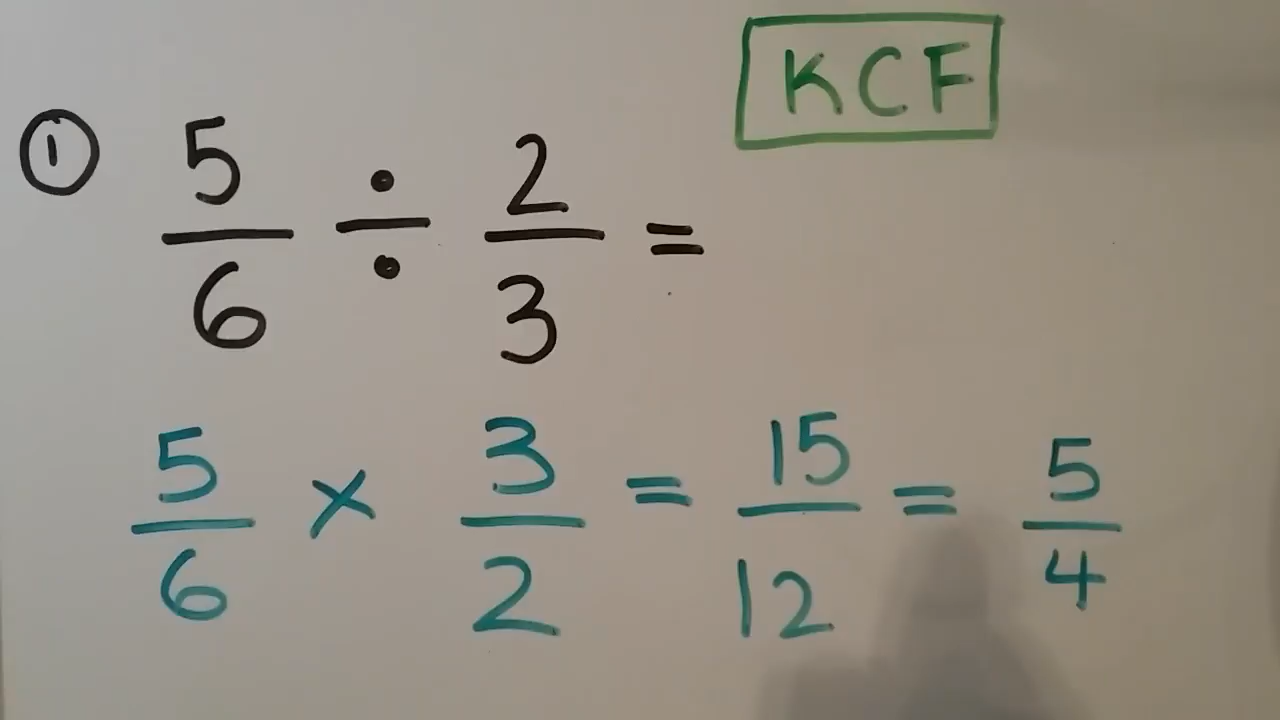 KCF
① 5/6 ÷ 2/3 =
5/6 × 3/2 = 15/12 = 5/4